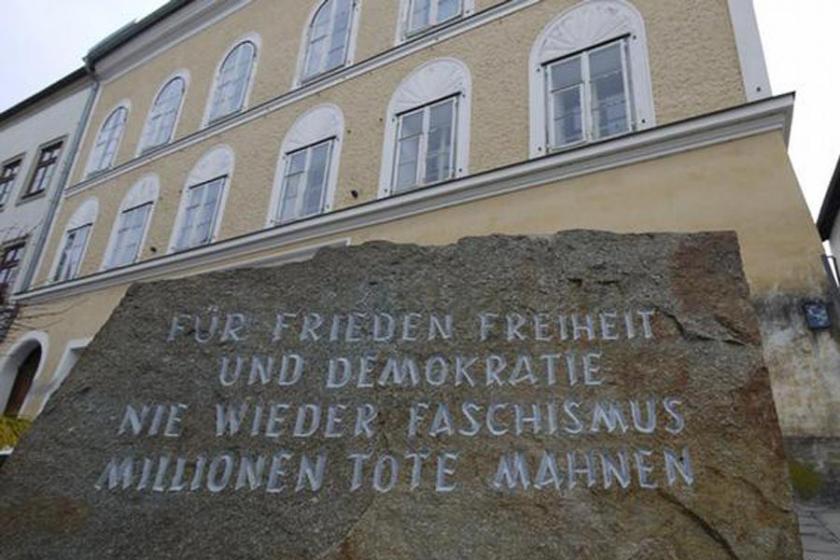 FÜR FRIEDEN FREIHEIT
UND DEMOKRATIE
NIE WIEDER FASCHISMUS
MILLIONEN TOTE MAHNEN